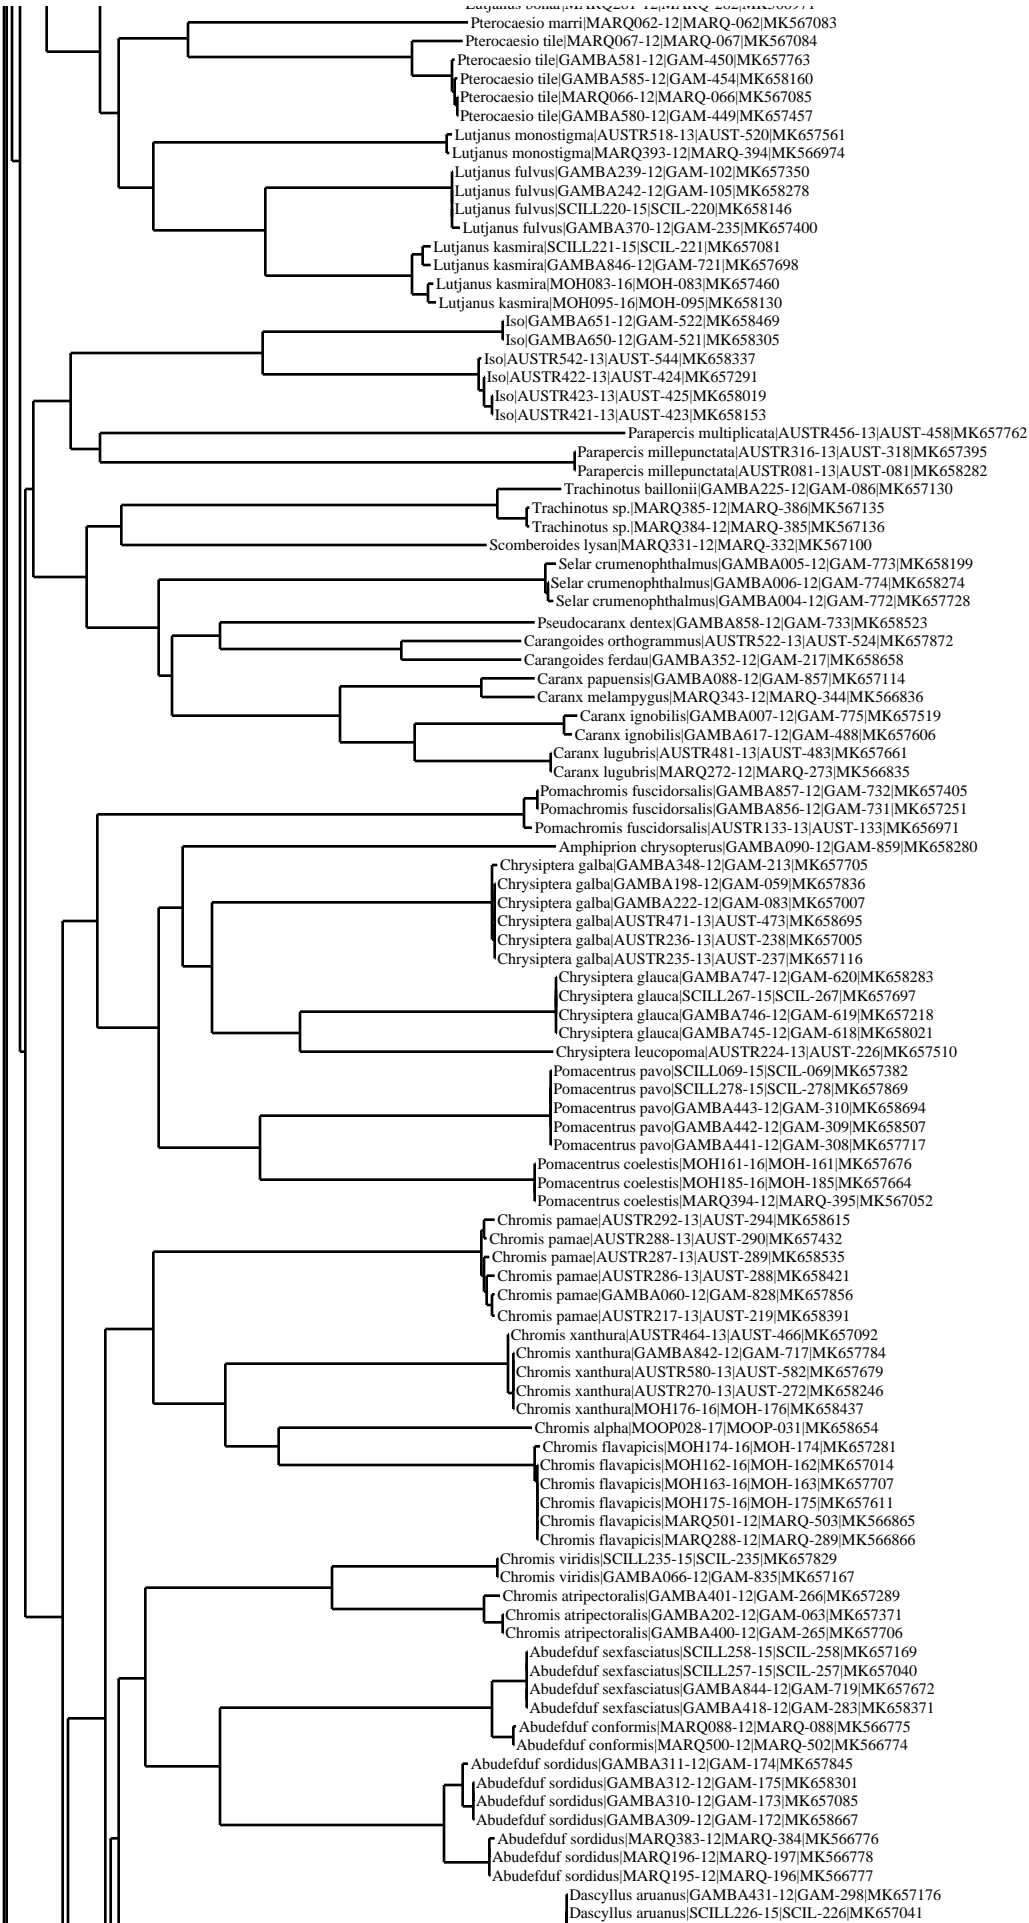 Pterocaesio marri|MARQ062-12|MARQ-062|MK567083
Pterocaesio tile|MARQ067-12|MARQ-067|MK567084
Pterocaesio tile|GAMBA581-12|GAM-450|MK657763
Pterocaesio tile|GAMBA585-12|GAM-454|MK658160
Pterocaesio tile|MARQ066-12|MARQ-066|MK567085
Pterocaesio tile|GAMBA580-12|GAM-449|MK657457
Lutjanus monostigma|AUSTR518-13|AUST-520|MK657561
Lutjanus monostigma|MARQ393-12|MARQ-394|MK566974
Lutjanus fulvus|GAMBA239-12|GAM-102|MK657350
Lutjanus fulvus|GAMBA242-12|GAM-105|MK658278
Lutjanus fulvus|SCILL220-15|SCIL-220|MK658146
Lutjanus fulvus|GAMBA370-12|GAM-235|MK657400
Lutjanus kasmira|SCILL221-15|SCIL-221|MK657081
Lutjanus kasmira|GAMBA846-12|GAM-721|MK657698
Lutjanus kasmira|MOH083-16|MOH-083|MK657460
Lutjanus kasmira|MOH095-16|MOH-095|MK658130
Iso|GAMBA651-12|GAM-522|MK658469
Iso|GAMBA650-12|GAM-521|MK658305
Iso|AUSTR542-13|AUST-544|MK658337
Iso|AUSTR422-13|AUST-424|MK657291
Iso|AUSTR423-13|AUST-425|MK658019
Iso|AUSTR421-13|AUST-423|MK658153
Parapercis multiplicata|AUSTR456-13|AUST-458|MK657762
Parapercis millepunctata|AUSTR316-13|AUST-318|MK657395
Parapercis millepunctata|AUSTR081-13|AUST-081|MK658282
Trachinotus baillonii|GAMBA225-12|GAM-086|MK657130
Trachinotus sp.|MARQ385-12|MARQ-386|MK567135
Trachinotus sp.|MARQ384-12|MARQ-385|MK567136
Scomberoides lysan|MARQ331-12|MARQ-332|MK567100
Selar crumenophthalmus|GAMBA005-12|GAM-773|MK658199
Selar crumenophthalmus|GAMBA006-12|GAM-774|MK658274
Selar crumenophthalmus|GAMBA004-12|GAM-772|MK657728
Pseudocaranx dentex|GAMBA858-12|GAM-733|MK658523
Carangoides orthogrammus|AUSTR522-13|AUST-524|MK657872
Carangoides ferdau|GAMBA352-12|GAM-217|MK658658
Caranx papuensis|GAMBA088-12|GAM-857|MK657114
Caranx melampygus|MARQ343-12|MARQ-344|MK566836
Caranx ignobilis|GAMBA007-12|GAM-775|MK657519
Caranx ignobilis|GAMBA617-12|GAM-488|MK657606
Caranx lugubris|AUSTR481-13|AUST-483|MK657661
Caranx lugubris|MARQ272-12|MARQ-273|MK566835
Pomachromis fuscidorsalis|GAMBA857-12|GAM-732|MK657405
Pomachromis fuscidorsalis|GAMBA856-12|GAM-731|MK657251
Pomachromis fuscidorsalis|AUSTR133-13|AUST-133|MK656971
Amphiprion chrysopterus|GAMBA090-12|GAM-859|MK658280
Chrysiptera galba|GAMBA348-12|GAM-213|MK657705
Chrysiptera galba|GAMBA198-12|GAM-059|MK657836
Chrysiptera galba|GAMBA222-12|GAM-083|MK657007
Chrysiptera galba|AUSTR471-13|AUST-473|MK658695
Chrysiptera galba|AUSTR236-13|AUST-238|MK657005
Chrysiptera galba|AUSTR235-13|AUST-237|MK657116
Chrysiptera glauca|GAMBA747-12|GAM-620|MK658283
Chrysiptera glauca|SCILL267-15|SCIL-267|MK657697
Chrysiptera glauca|GAMBA746-12|GAM-619|MK657218
Chrysiptera glauca|GAMBA745-12|GAM-618|MK658021
Chrysiptera leucopoma|AUSTR224-13|AUST-226|MK657510
Pomacentrus pavo|SCILL069-15|SCIL-069|MK657382
Pomacentrus pavo|SCILL278-15|SCIL-278|MK657869
Pomacentrus pavo|GAMBA443-12|GAM-310|MK658694
Pomacentrus pavo|GAMBA442-12|GAM-309|MK658507
Pomacentrus pavo|GAMBA441-12|GAM-308|MK657717
Pomacentrus coelestis|MOH161-16|MOH-161|MK657676
Pomacentrus coelestis|MOH185-16|MOH-185|MK657664
Pomacentrus coelestis|MARQ394-12|MARQ-395|MK567052
Chromis pamae|AUSTR292-13|AUST-294|MK658615
Chromis pamae|AUSTR288-13|AUST-290|MK657432
Chromis pamae|AUSTR287-13|AUST-289|MK658535
Chromis pamae|AUSTR286-13|AUST-288|MK658421
Chromis pamae|GAMBA060-12|GAM-828|MK657856
Chromis pamae|AUSTR217-13|AUST-219|MK658391
Chromis xanthura|AUSTR464-13|AUST-466|MK657092
Chromis xanthura|GAMBA842-12|GAM-717|MK657784
Chromis xanthura|AUSTR580-13|AUST-582|MK657679
Chromis xanthura|AUSTR270-13|AUST-272|MK658246
Chromis xanthura|MOH176-16|MOH-176|MK658437
Chromis alpha|MOOP028-17|MOOP-031|MK658654
Chromis flavapicis|MOH174-16|MOH-174|MK657281
Chromis flavapicis|MOH162-16|MOH-162|MK657014
Chromis flavapicis|MOH163-16|MOH-163|MK657707
Chromis flavapicis|MOH175-16|MOH-175|MK657611
Chromis flavapicis|MARQ501-12|MARQ-503|MK566865
Chromis flavapicis|MARQ288-12|MARQ-289|MK566866
Chromis viridis|SCILL235-15|SCIL-235|MK657829
Chromis viridis|GAMBA066-12|GAM-835|MK657167
Chromis atripectoralis|GAMBA401-12|GAM-266|MK657289
Chromis atripectoralis|GAMBA202-12|GAM-063|MK657371
Chromis atripectoralis|GAMBA400-12|GAM-265|MK657706
Abudefduf sexfasciatus|SCILL258-15|SCIL-258|MK657169
Abudefduf sexfasciatus|SCILL257-15|SCIL-257|MK657040
Abudefduf sexfasciatus|GAMBA844-12|GAM-719|MK657672
Abudefduf sexfasciatus|GAMBA418-12|GAM-283|MK658371
Abudefduf conformis|MARQ088-12|MARQ-088|MK566775
Abudefduf conformis|MARQ500-12|MARQ-502|MK566774
Abudefduf sordidus|GAMBA311-12|GAM-174|MK657845
Abudefduf sordidus|GAMBA312-12|GAM-175|MK658301
Abudefduf sordidus|GAMBA310-12|GAM-173|MK657085
Abudefduf sordidus|GAMBA309-12|GAM-172|MK658667
Abudefduf sordidus|MARQ383-12|MARQ-384|MK566776
Abudefduf sordidus|MARQ196-12|MARQ-197|MK566778
Abudefduf sordidus|MARQ195-12|MARQ-196|MK566777
Dascyllus aruanus|GAMBA431-12|GAM-298|MK657176
Dascyllus aruanus|SCILL226-15|SCIL-226|MK657041